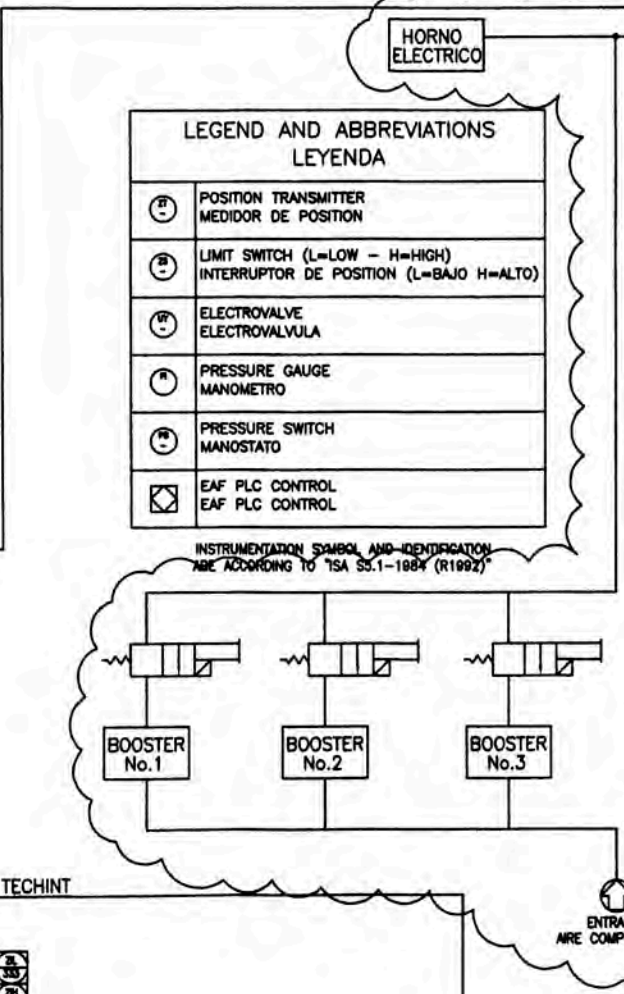 HORNO
ELECTRICO
LEGEND AND ABBREVIATIONS
LEYENDA
ZT
-
POSITION TRANSMITTER
MEDIDOR DE POSITION
ZS
-
LIMIT SWITCH (L=LOW - H=HIGH)
INTERRUPTOR DE POSITION (L=BAJO H=ALTO)
-
ELECTROVALVE
ELECTROVALVULA
PRESSURE GAUGE
MANOMETRO
PS
-
PRESSURE SWITCH
MANOSTATO
EAF PLC CONTROL
EAF PLC CONTROL
INSTRUMENTATION SYMBOL AND IDENTIFICATION
ARE ACCORDING TO "ISA S5.1-1984 (R1992)"
BOOSTER
No.1
BOOSTER
No.2
BOOSTER
No.3
TECHINT
ENTRA
AIRE COMP